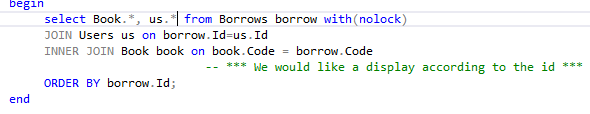 begin
select Book.*, us.* from Borrows borrow with(nolock)
JOIN Users us on borrow.Id=us.Id
INNER JOIN Book book on book.Code = borrow.Code
-- *** We would like a display according to the id ***
ORDER BY borrow.Id;
end